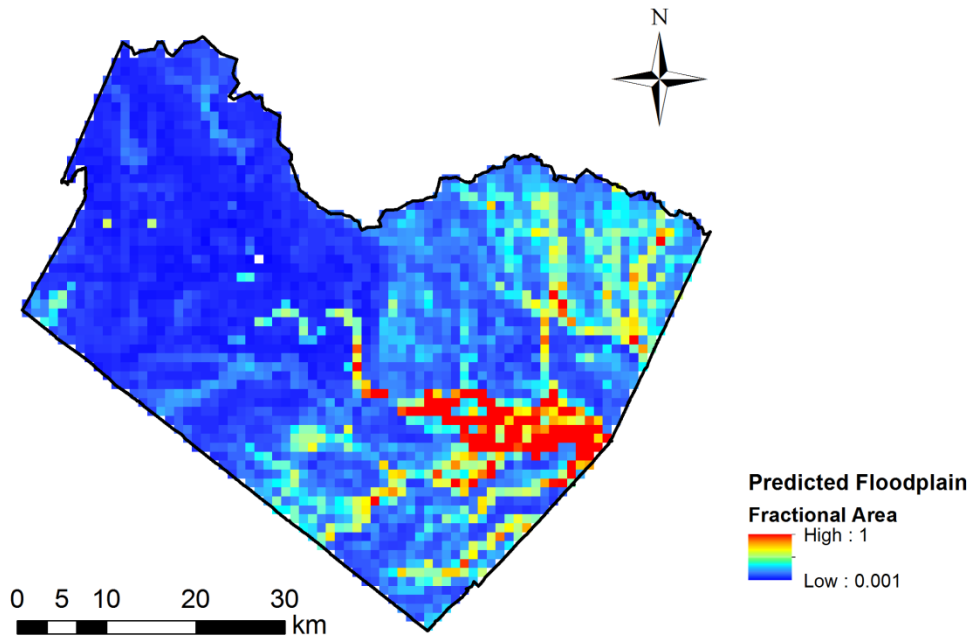 N
Predicted Floodplain
Fractional Area
High : 1
Low : 0.001
0 5 10 20 30
km